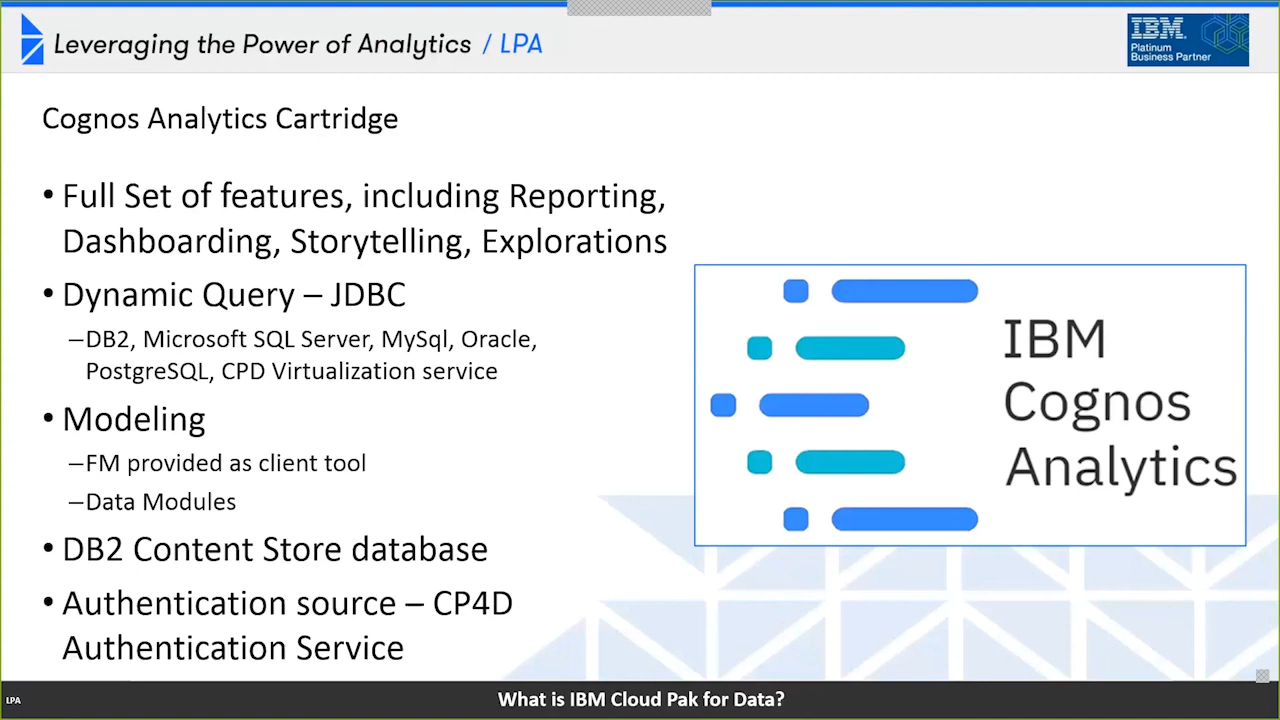 Leveraging the Power of Analytics / LPA
IBM
Platinum
Business Partner
Cognos Analytics Cartridge
• Full Set of features, including Reporting,
Dashboarding, Storytelling, Explorations
• Dynamic Query – JDBC
–DB2, Microsoft SQL Server, MySql, Oracle,
PostgreSQL, CPD Virtualization service
• Modeling
–FM provided as client tool
–Data Modules
• DB2 Content Store database
• Authentication source – CP4D
Authentication Service
IBM
Cognos
Analytics
LPA
What is IBM Cloud Pak for Data?